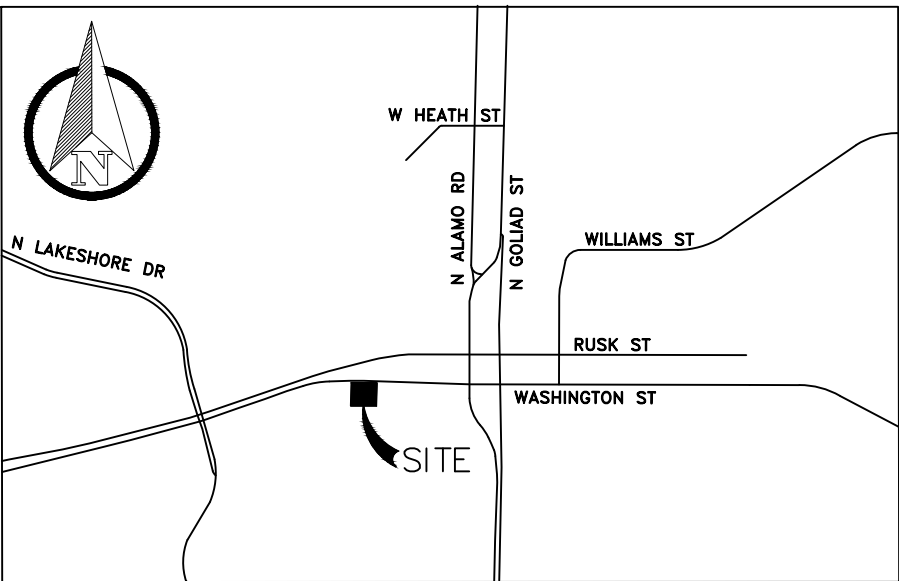 N
W HEATH ST
N ALAMO RD
N GOLIAD ST
WILLIAMS ST
N LAKESHORE DR
RUSK ST
WASHINGTON ST
SITE